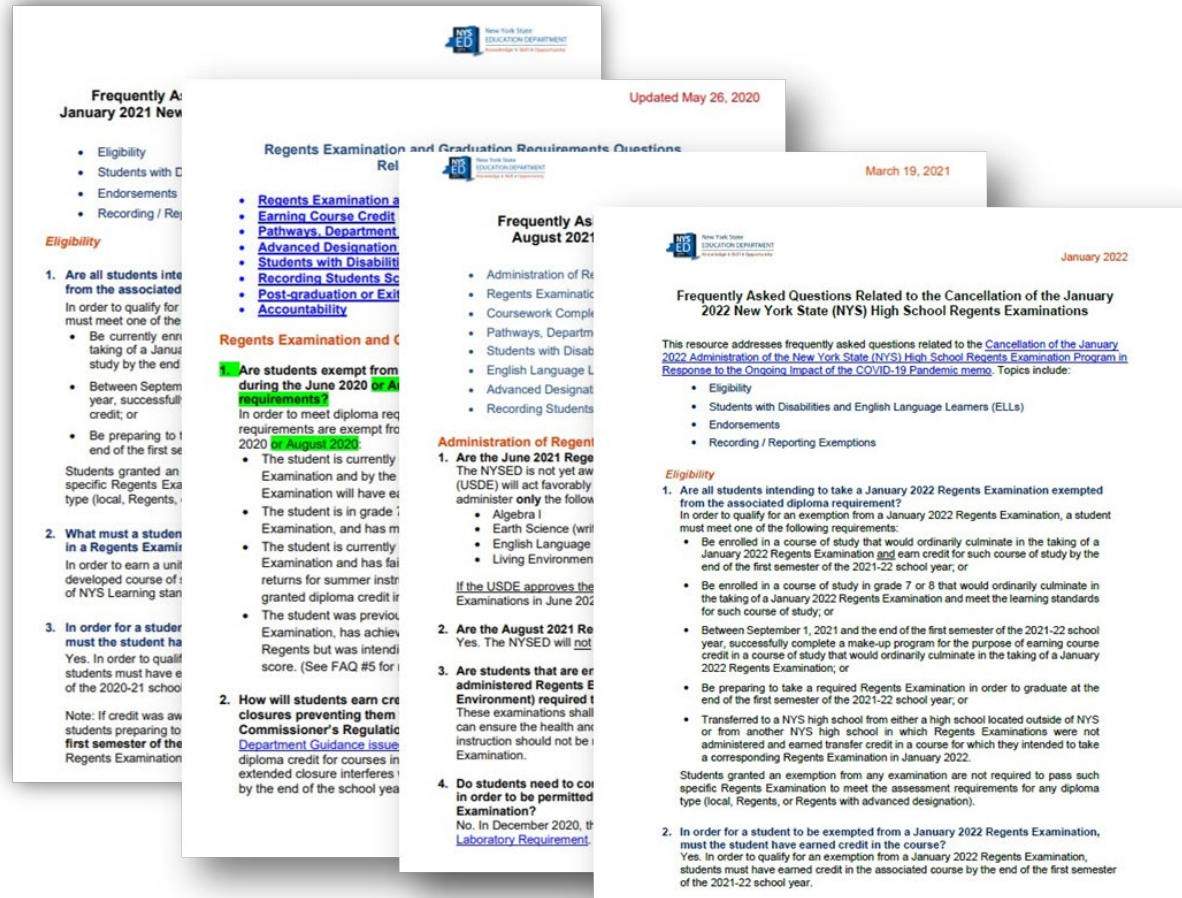 NYS
ED
New York State
EDUCATION DEPARTMENT
Knowledge > Skill > Opportunity
Frequently As
January 2021 New
• Eligibility
• Students with D
• Endorsements
• Recording / Rep
Eligibility
1. Are all students inte
from the associated
In order to qualify for
must meet one of the
• Be currently enro
taking of a Janua
study by the end
• Between Septem
year, successfully
credit; or
• Be preparing to t
end of the first se
Students granted an
specific Regents Exa
type (local, Regents,
2. What must a studen
in a Regents Examin
In order to earn a unit
developed course of s
of NYS Learning stan
3. In order for a studen
must the student ha
Yes. In order to qualif
students must have e
of the 2020-21 school
Note: If credit was aw
students preparing to
first semester of the
Regents Examination
Updated May 26, 2020
Regents Examination and Graduation Requirements Questions
Rel
• Regents Examination a
• Earning Course Credit
• Pathways, Department
• Advanced Designation
• Students with Disabiliti
• Recording Students Sc
• Post-graduation or Exit
• Accountability
Regents Examination and G
1. Are students exempt from
during the June 2020 or Au
requirements?
In order to meet diploma req
requirements are exempt fro
2020 or August 2020:
• The student is currently
Examination and by the
Examination will have ea
• The student is in grade 7
Examination, and has m
• The student is currently
Examination and has fai
returns for summer instr
granted diploma credit in
• The student was previou
Examination, has achiev
Regents but was intendi
score. (See FAQ #5 for
2. How will students earn cre
closures preventing them
Commissioner's Regulatio
Department Guidance issue
diploma credit for courses in
extended closure interferes
by the end of the school yea
NYS
ED
New York State
EDUCATION DEPARTMENT
Knowledge > Skill > Opportunity
March 19, 2021
Frequently As
August 2021
• Administration of Re
• Regents Examinatio
• Coursework Comple
• Pathways, Departm
• Students with Disab
• English Language L
• Advanced Designat
• Recording Students
Administration of Regent
1. Are the June 2021 Rege
The NYSED is not yet aw
(USDE) will act favorably
administer only the follow
• Algebra I
• Earth Science (writ
• English Language
• Living Environmen
If the USDE approves the
Examinations in June 202
2. Are the August 2021 Re
Yes. The NYSED will not
3. Are students that are en
administered Regents E
Environment) required t
These examinations shall
can ensure the health and
instruction should not be
Examination.
4. Do students need to con
in order to be permitted
Examination?
No. In December 2020, th
Laboratory Requirement.
NYS
ED
New York State
EDUCATION DEPARTMENT
Knowledge > Skill > Opportunity
January 2022
Frequently Asked Questions Related to the Cancellation of the January
2022 New York State (NYS) High School Regents Examinations
This resource addresses frequently asked questions related to the Cancellation of the January
2022 Administration of the New York State (NYS) High School Regents Examination Program in
Response to the Ongoing Impact of the COVID-19 Pandemic memo. Topics include:
• Eligibility
• Students with Disabilities and English Language Learners (ELLs)
• Endorsements
• Recording / Reporting Exemptions
Eligibility
1. Are all students intending to take a January 2022 Regents Examination exempted
from the associated diploma requirement?
In order to qualify for an exemption from a January 2022 Regents Examination, a student
must meet one of the following requirements:
• Be enrolled in a course of study that would ordinarily culminate in the taking of a
January 2022 Regents Examination and earn credit for such course of study by the
end of the first semester of the 2021-22 school year; or
• Be enrolled in a course of study in grade 7 or 8 that would ordinarily culminate in
the taking of a January 2022 Regents Examination and meet the learning standards
for such course of study; or
• Between September 1, 2021 and the end of the first semester of the 2021-22 school
year, successfully complete a make-up program for the purpose of earning course
credit in a course of study that would ordinarily culminate in the taking of a January
2022 Regents Examination; or
• Be preparing to take a required Regents Examination in order to graduate at the
end of the first semester of the 2021-22 school year; or
• Transferred to a NYS high school from either a high school located outside of NYS
or from another NYS high school in which Regents Examinations were not
administered and earned transfer credit in a course for which they intended to take
a corresponding Regents Examination in January 2022.
Students granted an exemption from any examination are not required to pass such
specific Regents Examination to meet the assessment requirements for any diploma
type (local, Regents, or Regents with advanced designation).
2. In order for a student to be exempted from a January 2022 Regents Examination,
must the student have earned credit in the course?
Yes. In order to qualify for an exemption from a January 2022 Regents Examination,
students must have earned credit in the associated course by the end of the first semester
of the 2021-22 school year.